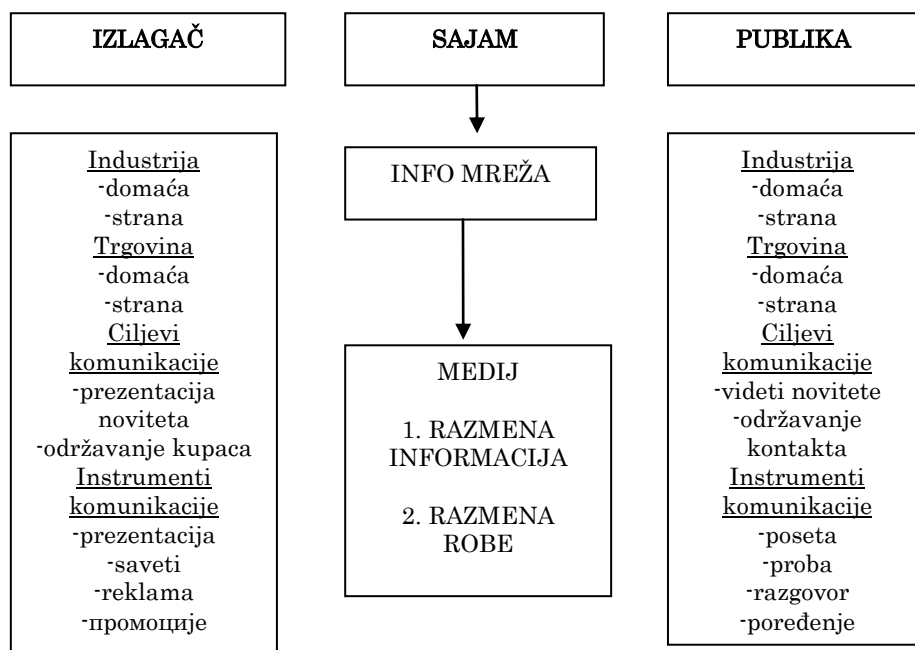 IZLAGAČ
Industrija
-domaća
-strana
Trgovina
-domaća
-strana
Ciljevi
komunikacije
-prezentacija
noviteta
-održavanje kupaca
Instrumenti
komunikacije
-prezentacija
-saveti
-reklama
-промоције
SAJAM
INFO MREŽA
MEDIJ
1. RAZMENA
INFORMACIJA
2. RAZMENA
ROBE
PUBLIKA
Industrija
-domaća
-strana
Trgovina
-domaća
-strana
Ciljevi
komunikacije
-videti novitete
-održavanje
kontakta
Instrumenti
komunikacije
-poseta
-proba
-razgovor
-poređenje